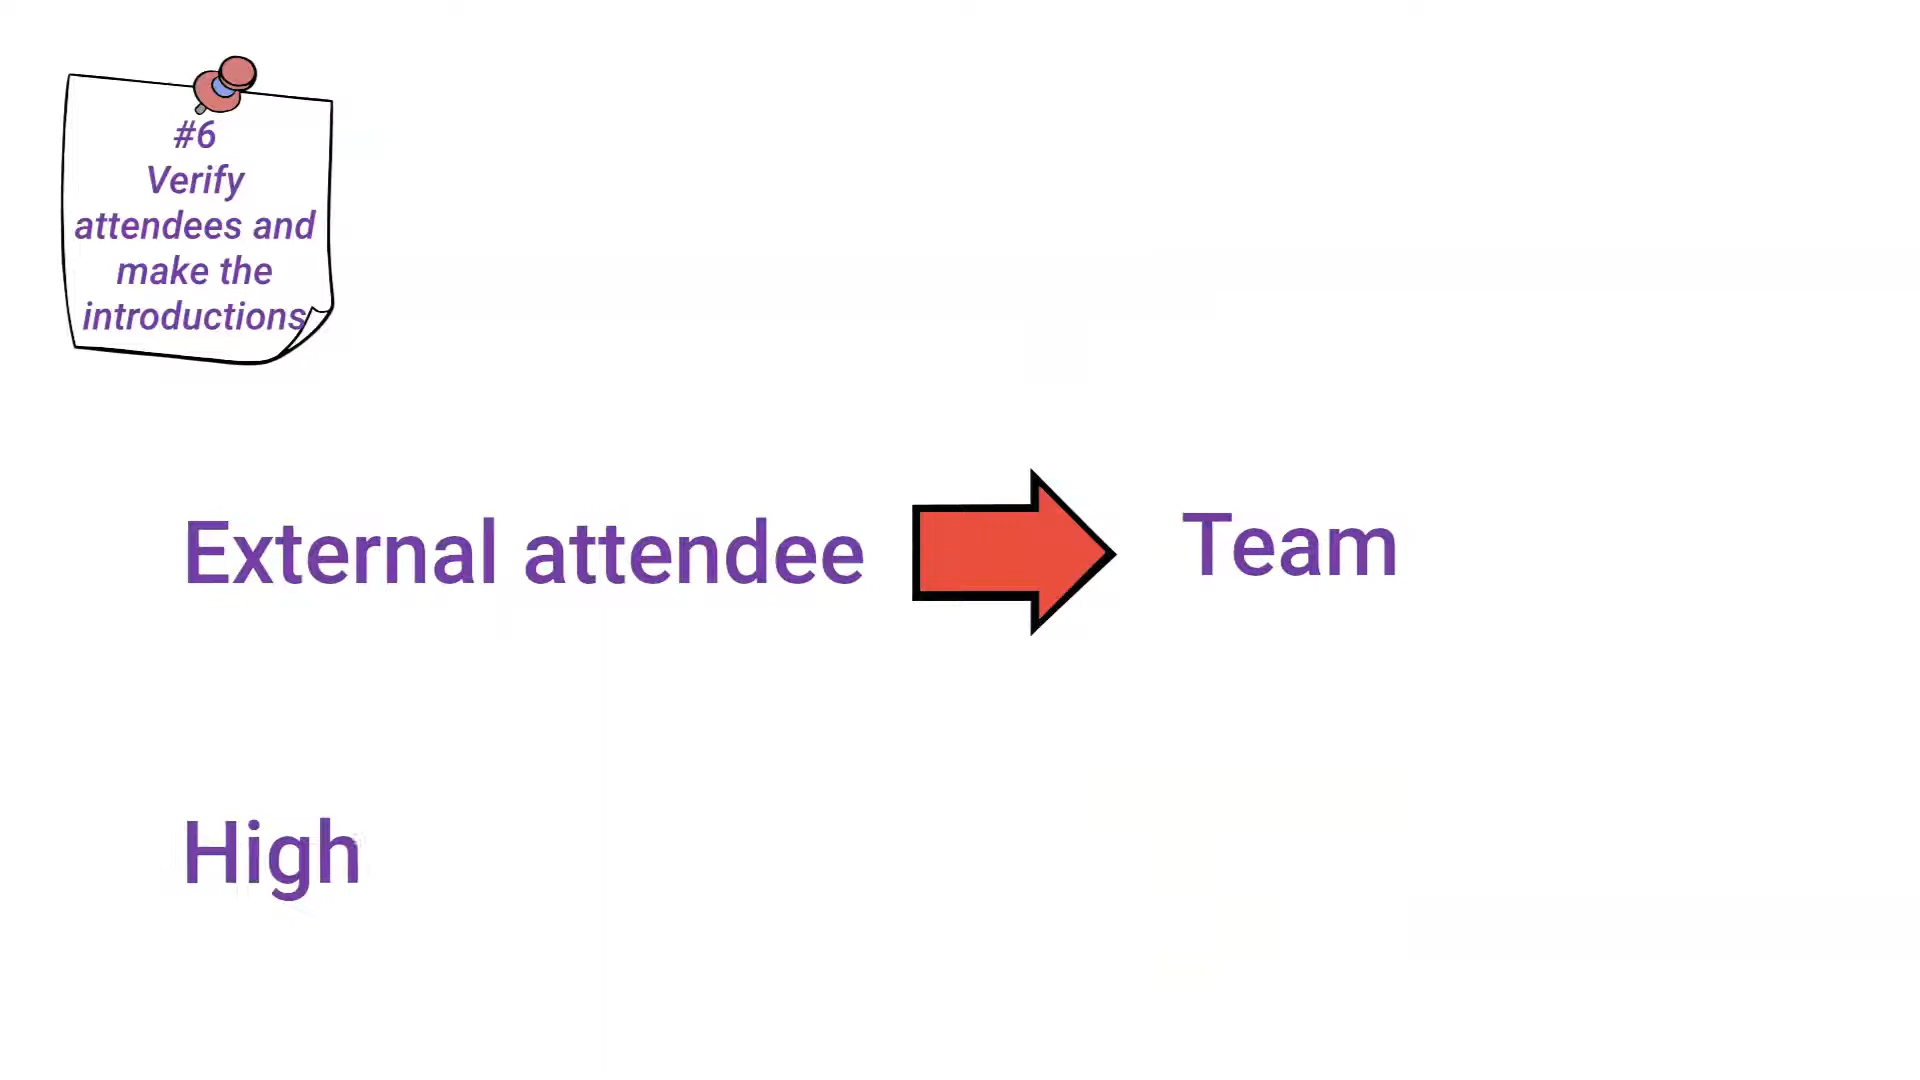 #6
Verify
attendees and
make the
introductions
External attendee
Team
High